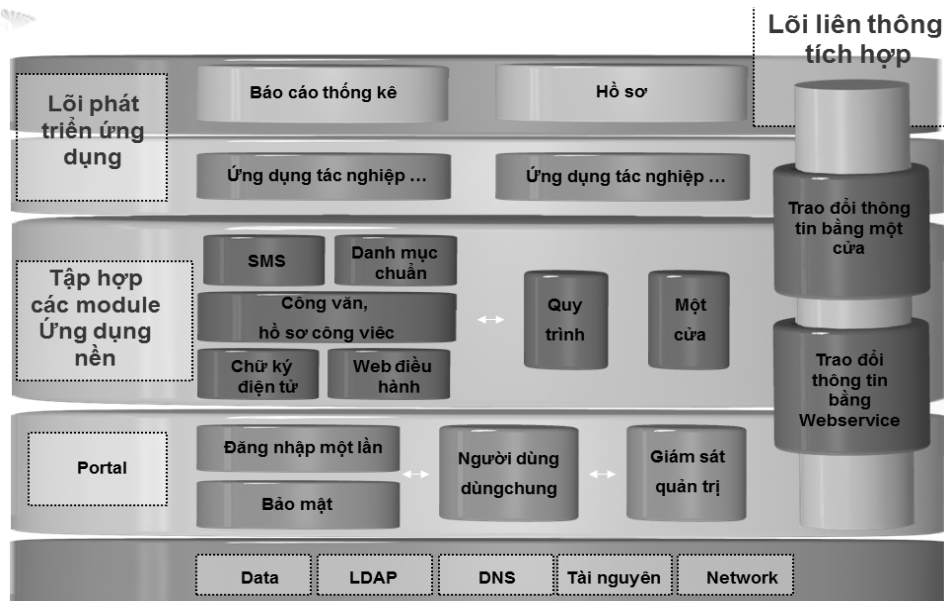 Lõi liên thông
tích hợp
Lõi phát
triển ứng
dụng
Báo cáo thống kê
Hồ sơ
Ứng dụng tác nghiệp ...
Ứng dụng tác nghiệp ...
Trao đổi thông
tin bằng một
cửa
Tập hợp
các module
Ứng dụng
nền
SMS
Danh mục
chuẩn
Công văn,
hồ sơ công viêc
Chữ ký
điện tử
Web điều
hành
Quy
trình
Một
cửa
Trao đổi
thông tin
bằng
Webservice
Portal
Đăng nhập một lần
Bảo mật
Người dùng
dùngchung
Giám sát
quản trị
Data
LDAP
DNS
Tài nguyên
Network